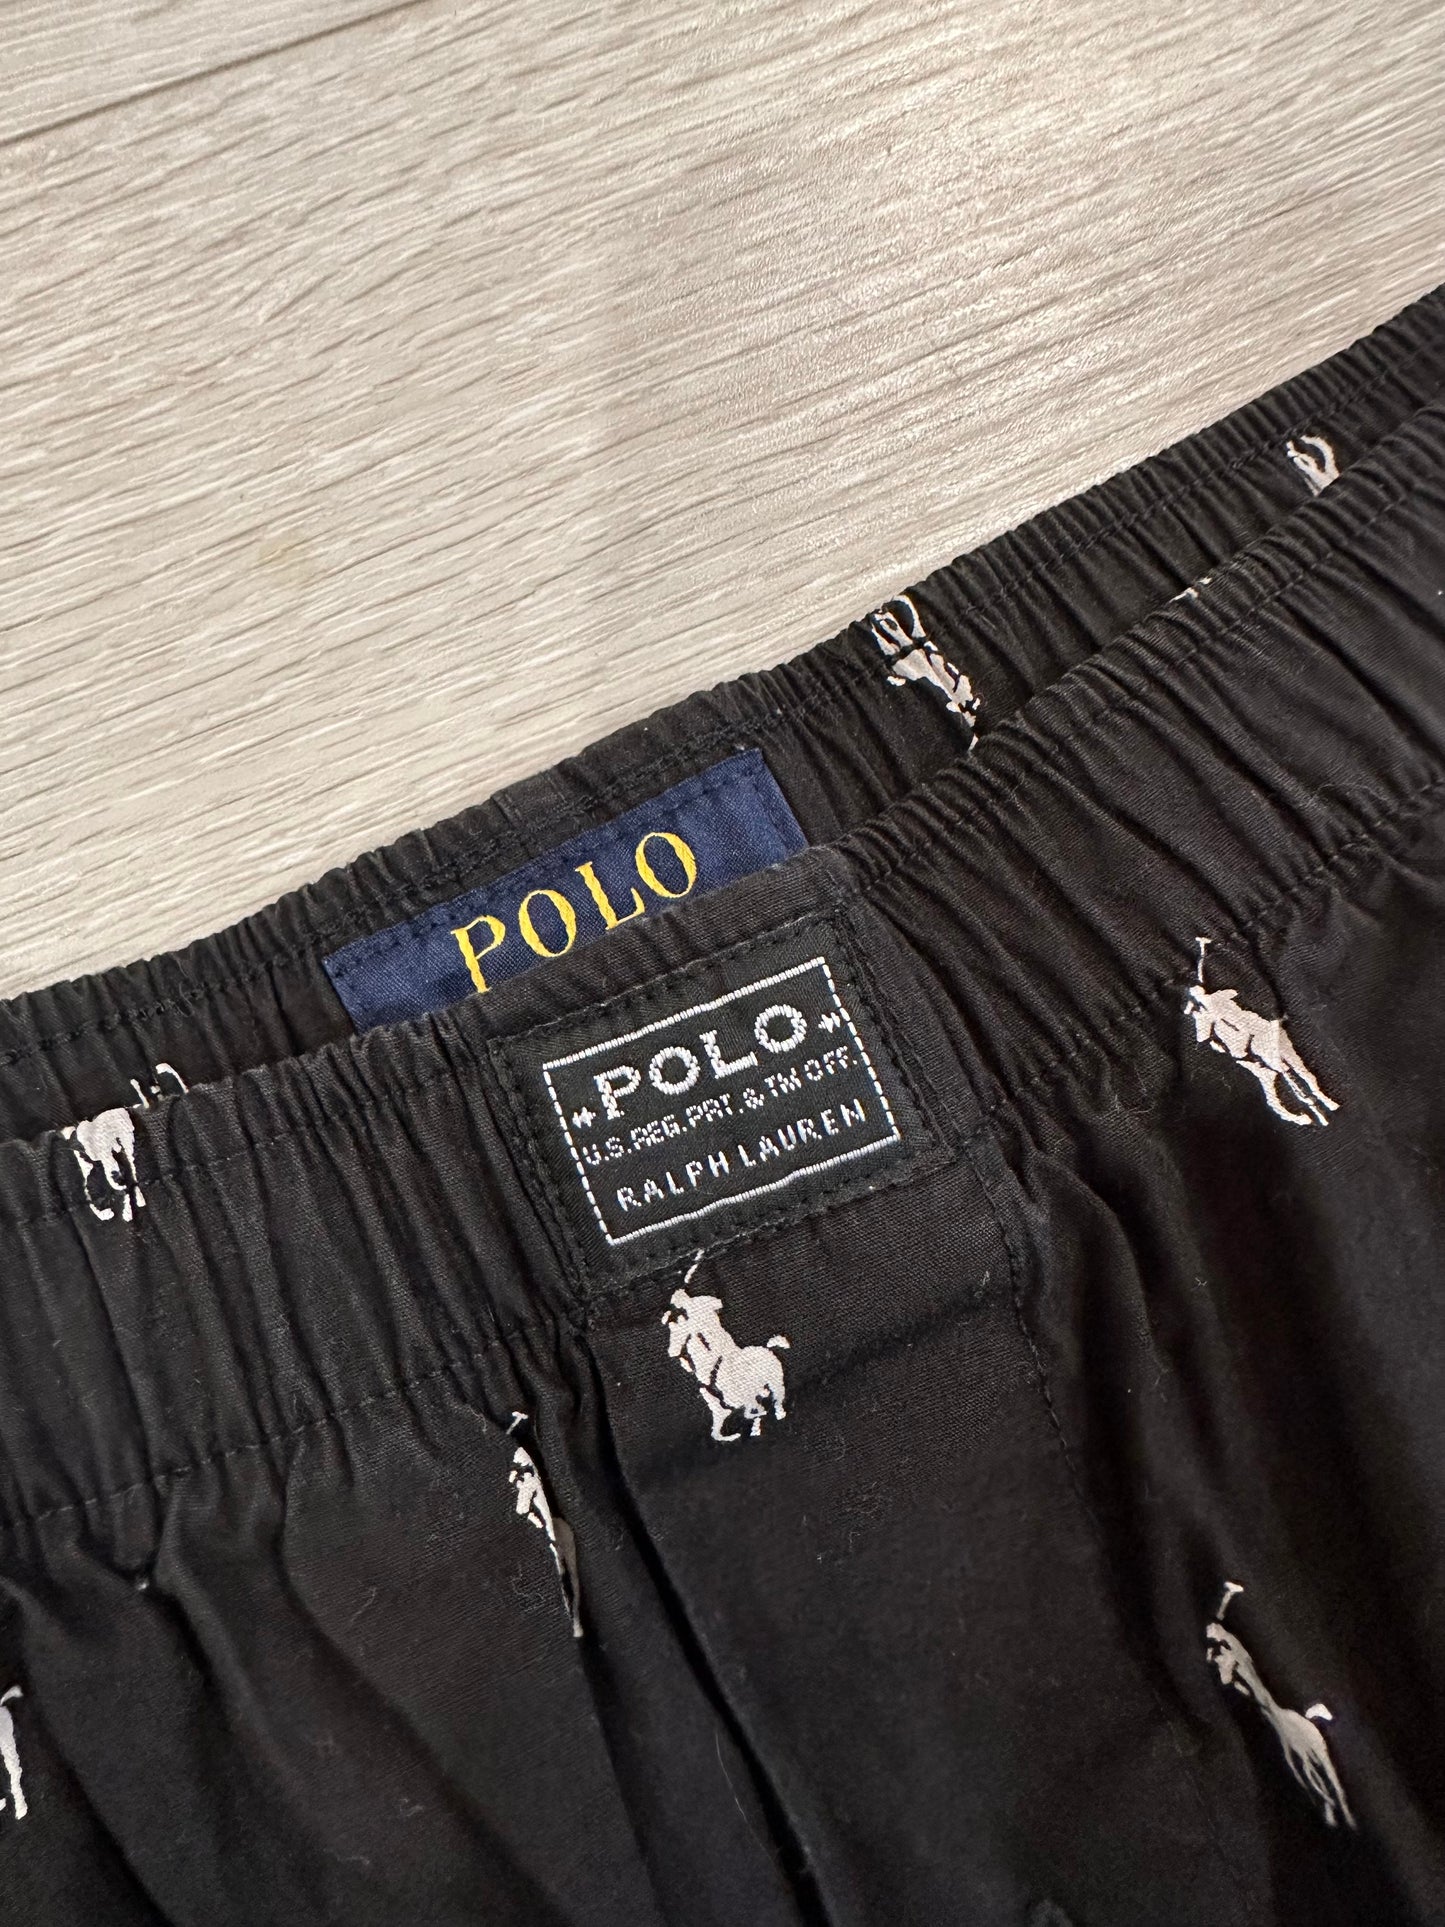 POLO
POLO
U.S. REG. PAT. & TM OFF.
RALPH LAUREN